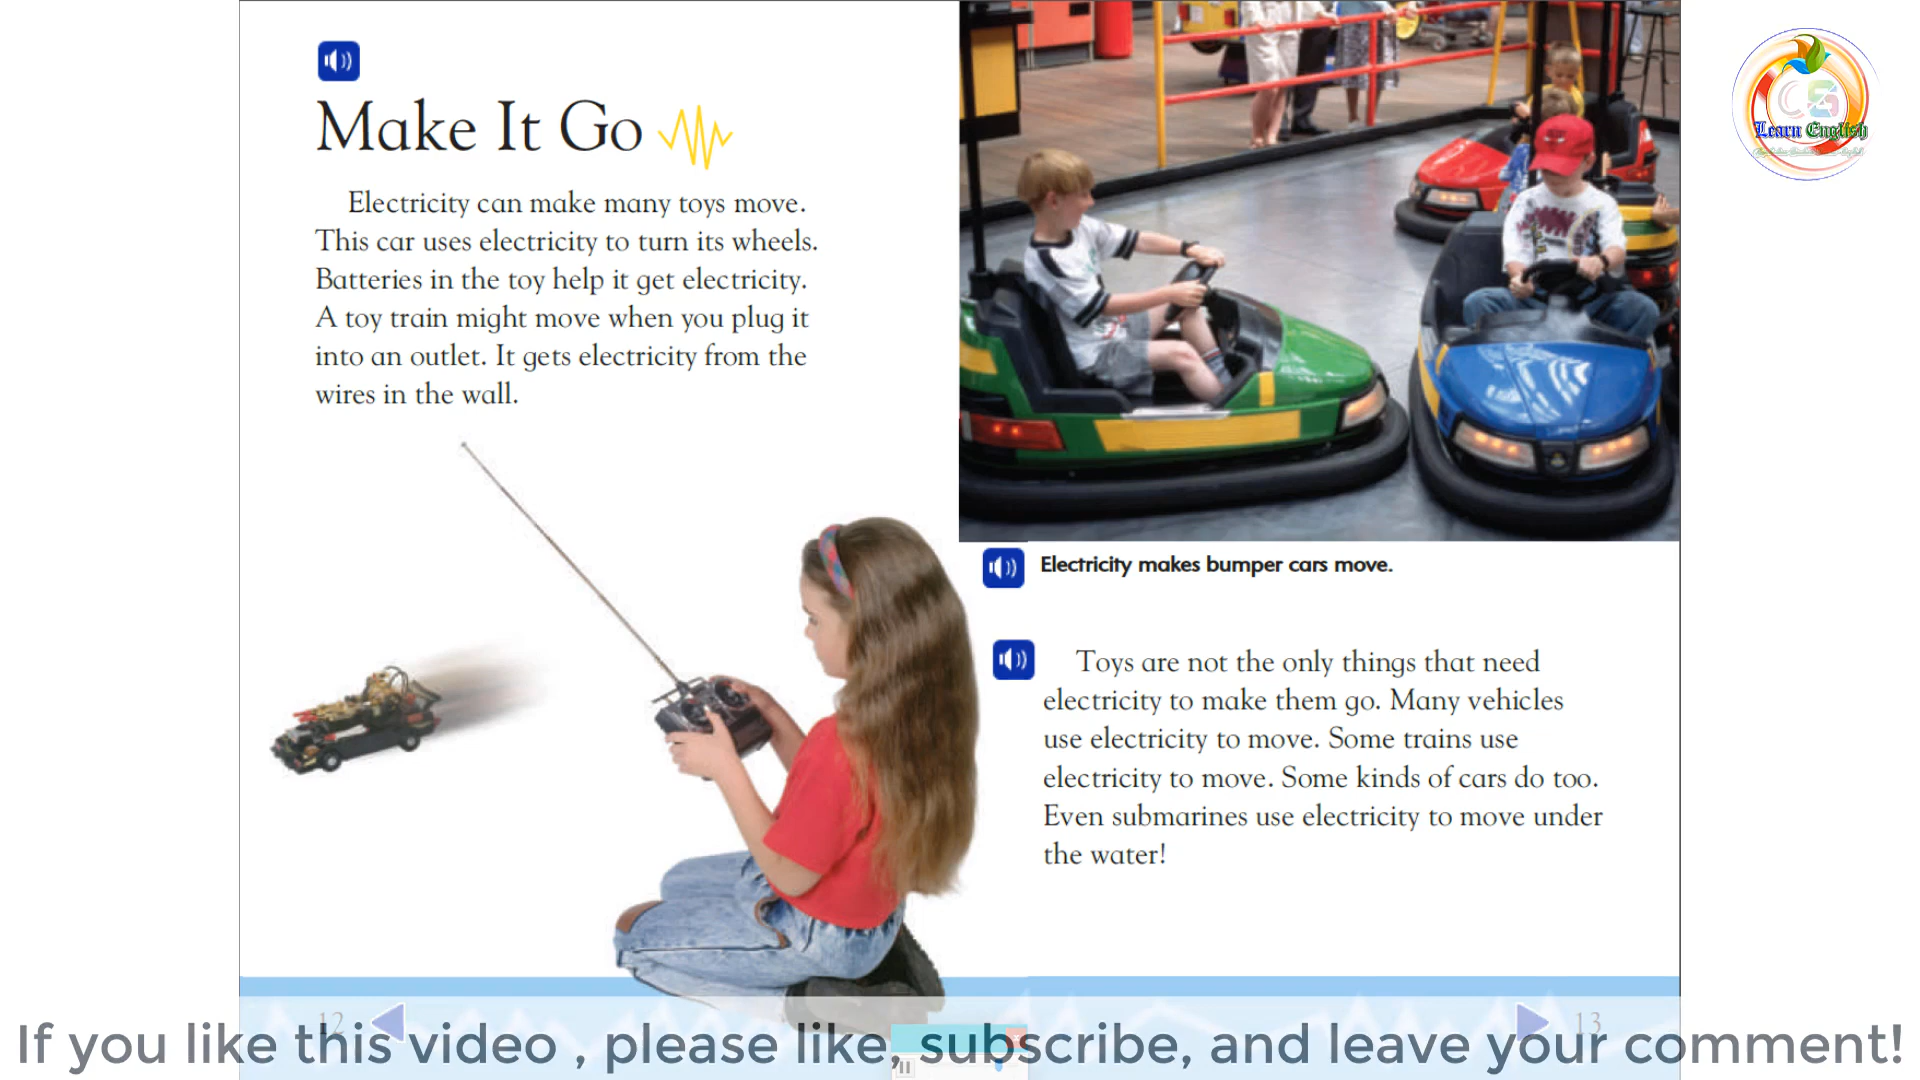 Make It Go
Electricity can make many toys move.
This car uses electricity to turn its wheels.
Batteries in the toy help it get electricity.
A toy train might move when you plug it
into an outlet. It gets electricity from the
wires in the wall.
Electricity makes bumper cars move.
Toys are not the only things that need
electricity to make them go. Many vehicles
use electricity to move. Some trains use
electricity to move. Some kinds of cars do too.
Even submarines use electricity to move under
the water!
12
13
If you like this video , please like, subscribe, and leave your comment!
CS
Learn English